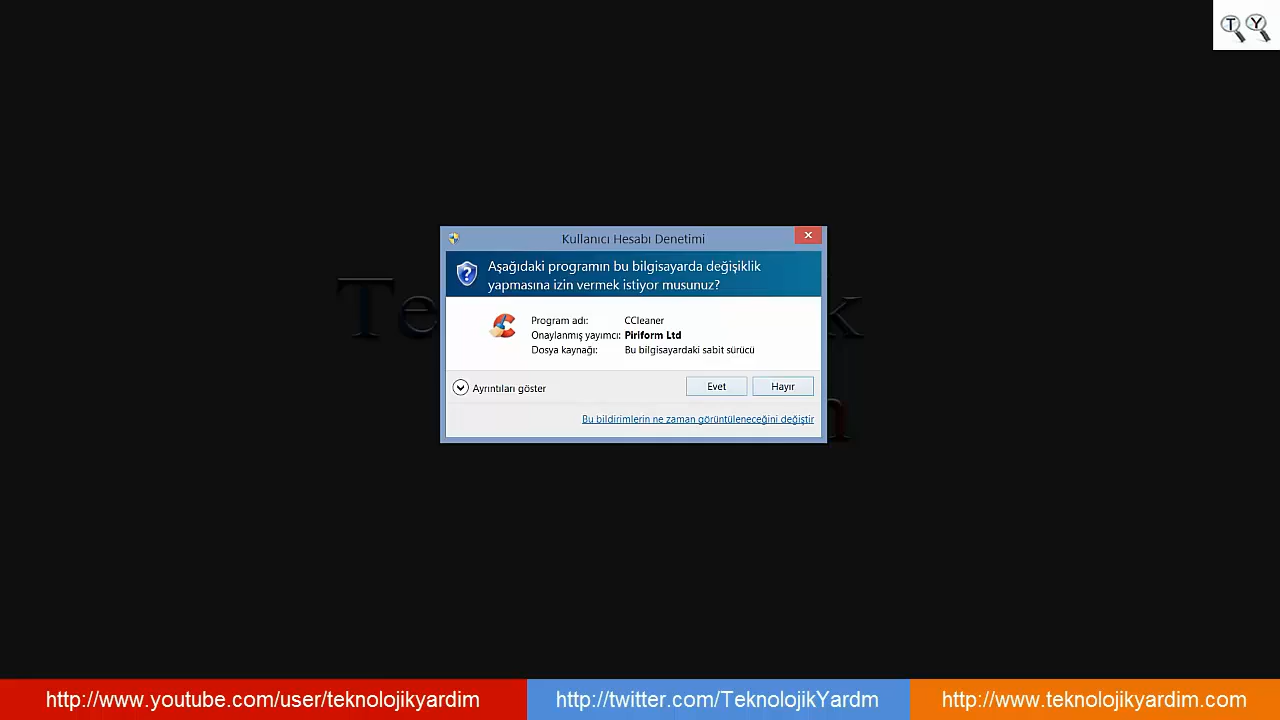 TY
Kullanıcı Hesabı Denetimi
Aşağıdaki programın bu bilgisayarda değişiklik
yapmasına izin vermek istiyor musunuz?
Te k
Program adı: CCleaner
Onaylanmış yayımcı: Piriform Ltd
Dosya kaynağı: Bu bilgisayardaki sabit sürücü
Ayrıntıları göster
Evet
Hayır
Bu bildirimlerin ne zaman görüntüleneceğini değiştir
http://www.youtube.com/user/teknolojikyardim
http://twitter.com/TeknolojikYardm
http://www.teknolojikyardim.com